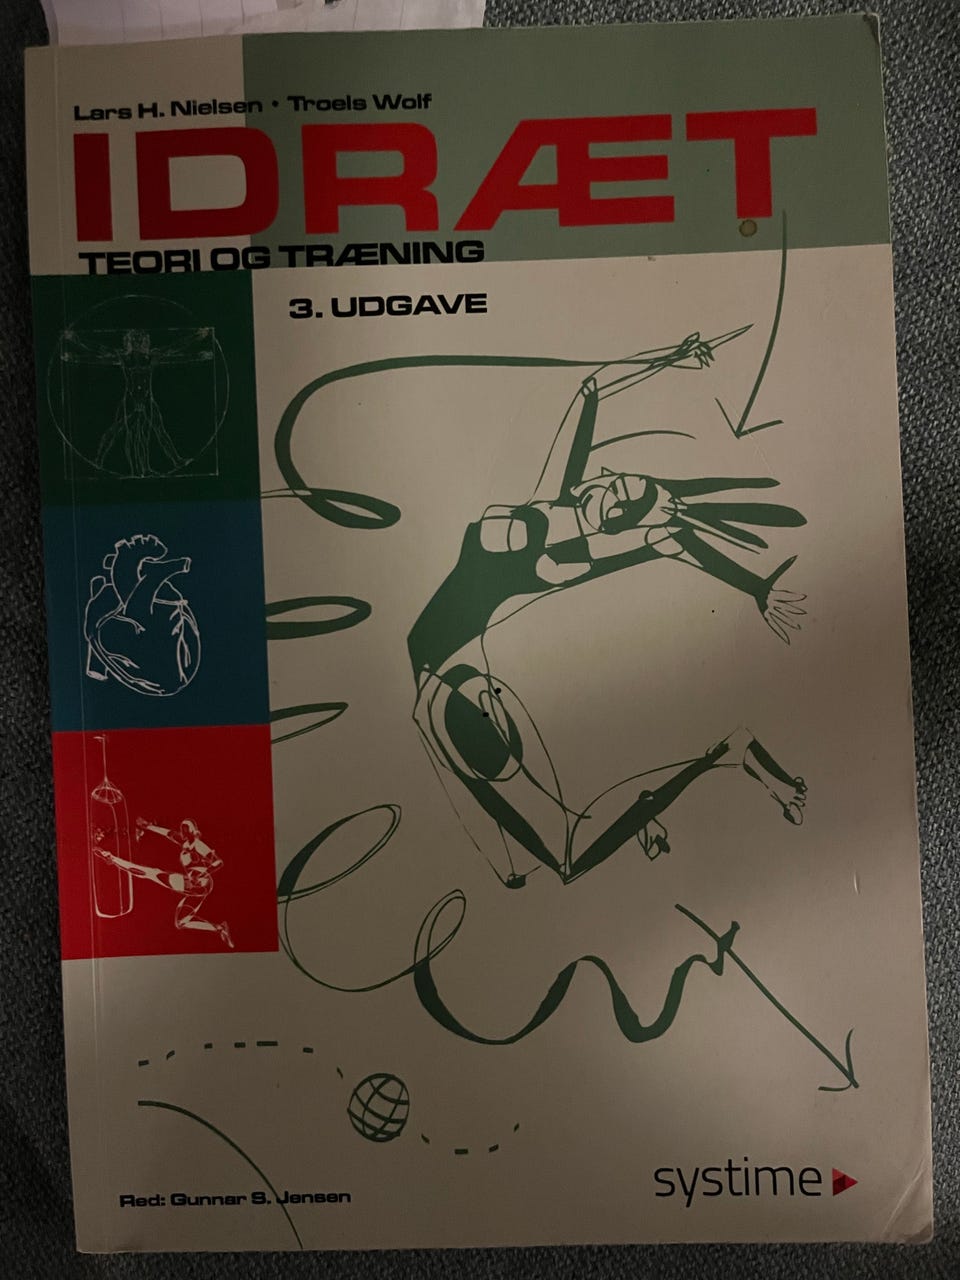 Lars H. Nielsen • Troels Wolf
IDRÆT
TEORI OG TRÆNING
3. UDGAVE
systime
Red: Gunnar S. Jensen